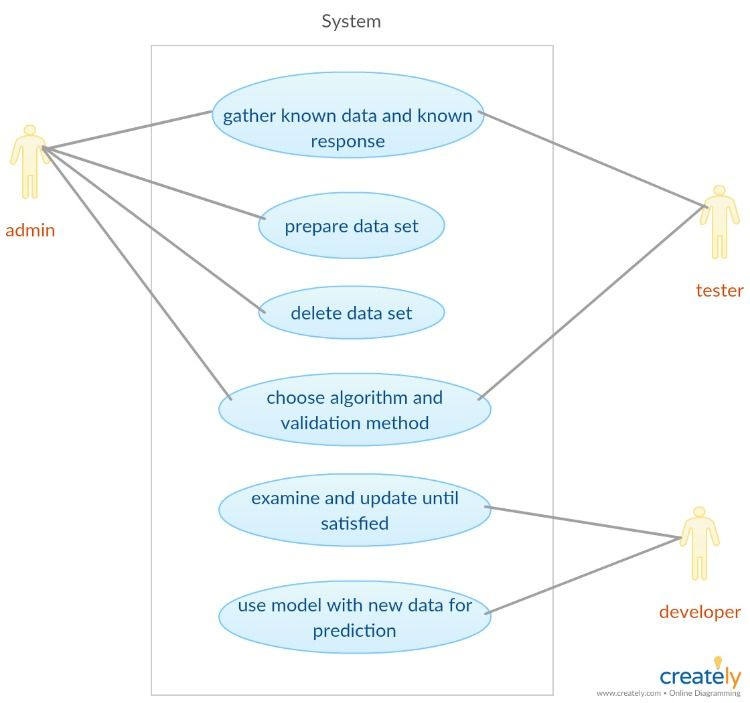 System
gather known data and known
response
admin
prepare data set
tester
delete data set
choose algorithm and
validation method
examine and update until
satisfied
use model with new data for
prediction
developer
creately
www.creately.com • Online Diagramming